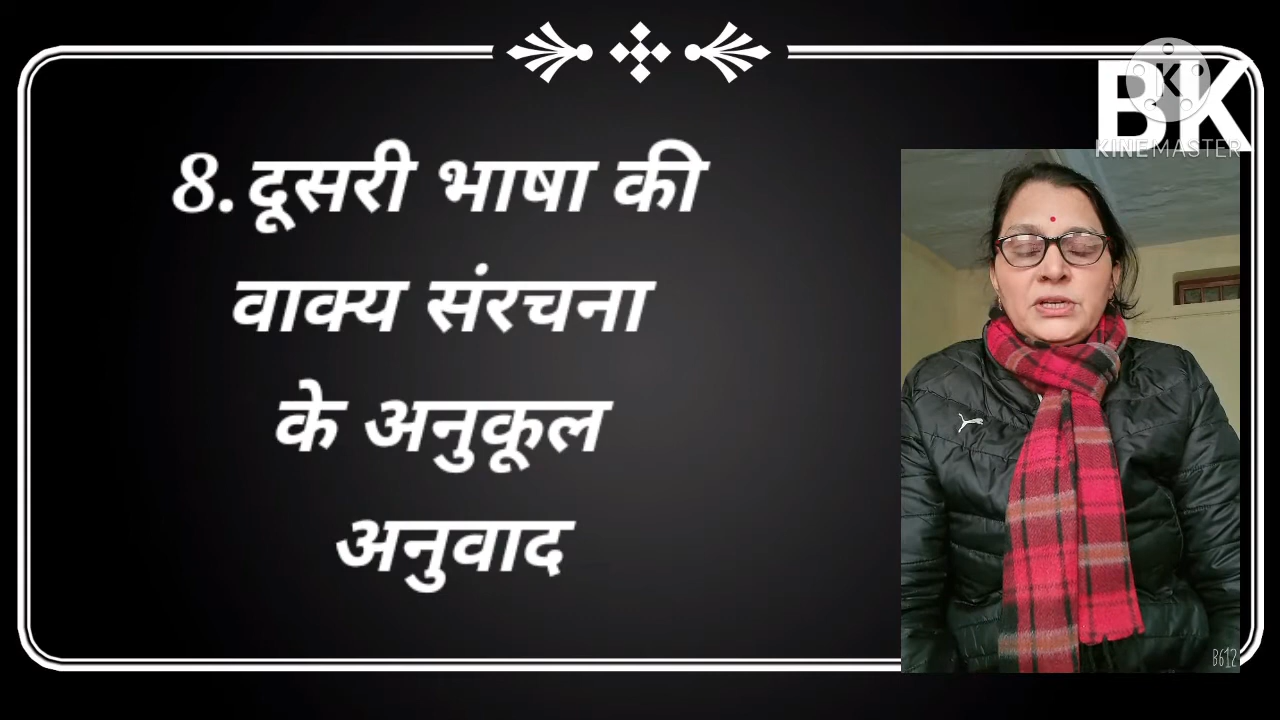 BK
KINEMASTER
8. दूसरी भाषा की
वाक्य संरचना
के अनुकूल
अनुवाद
B612